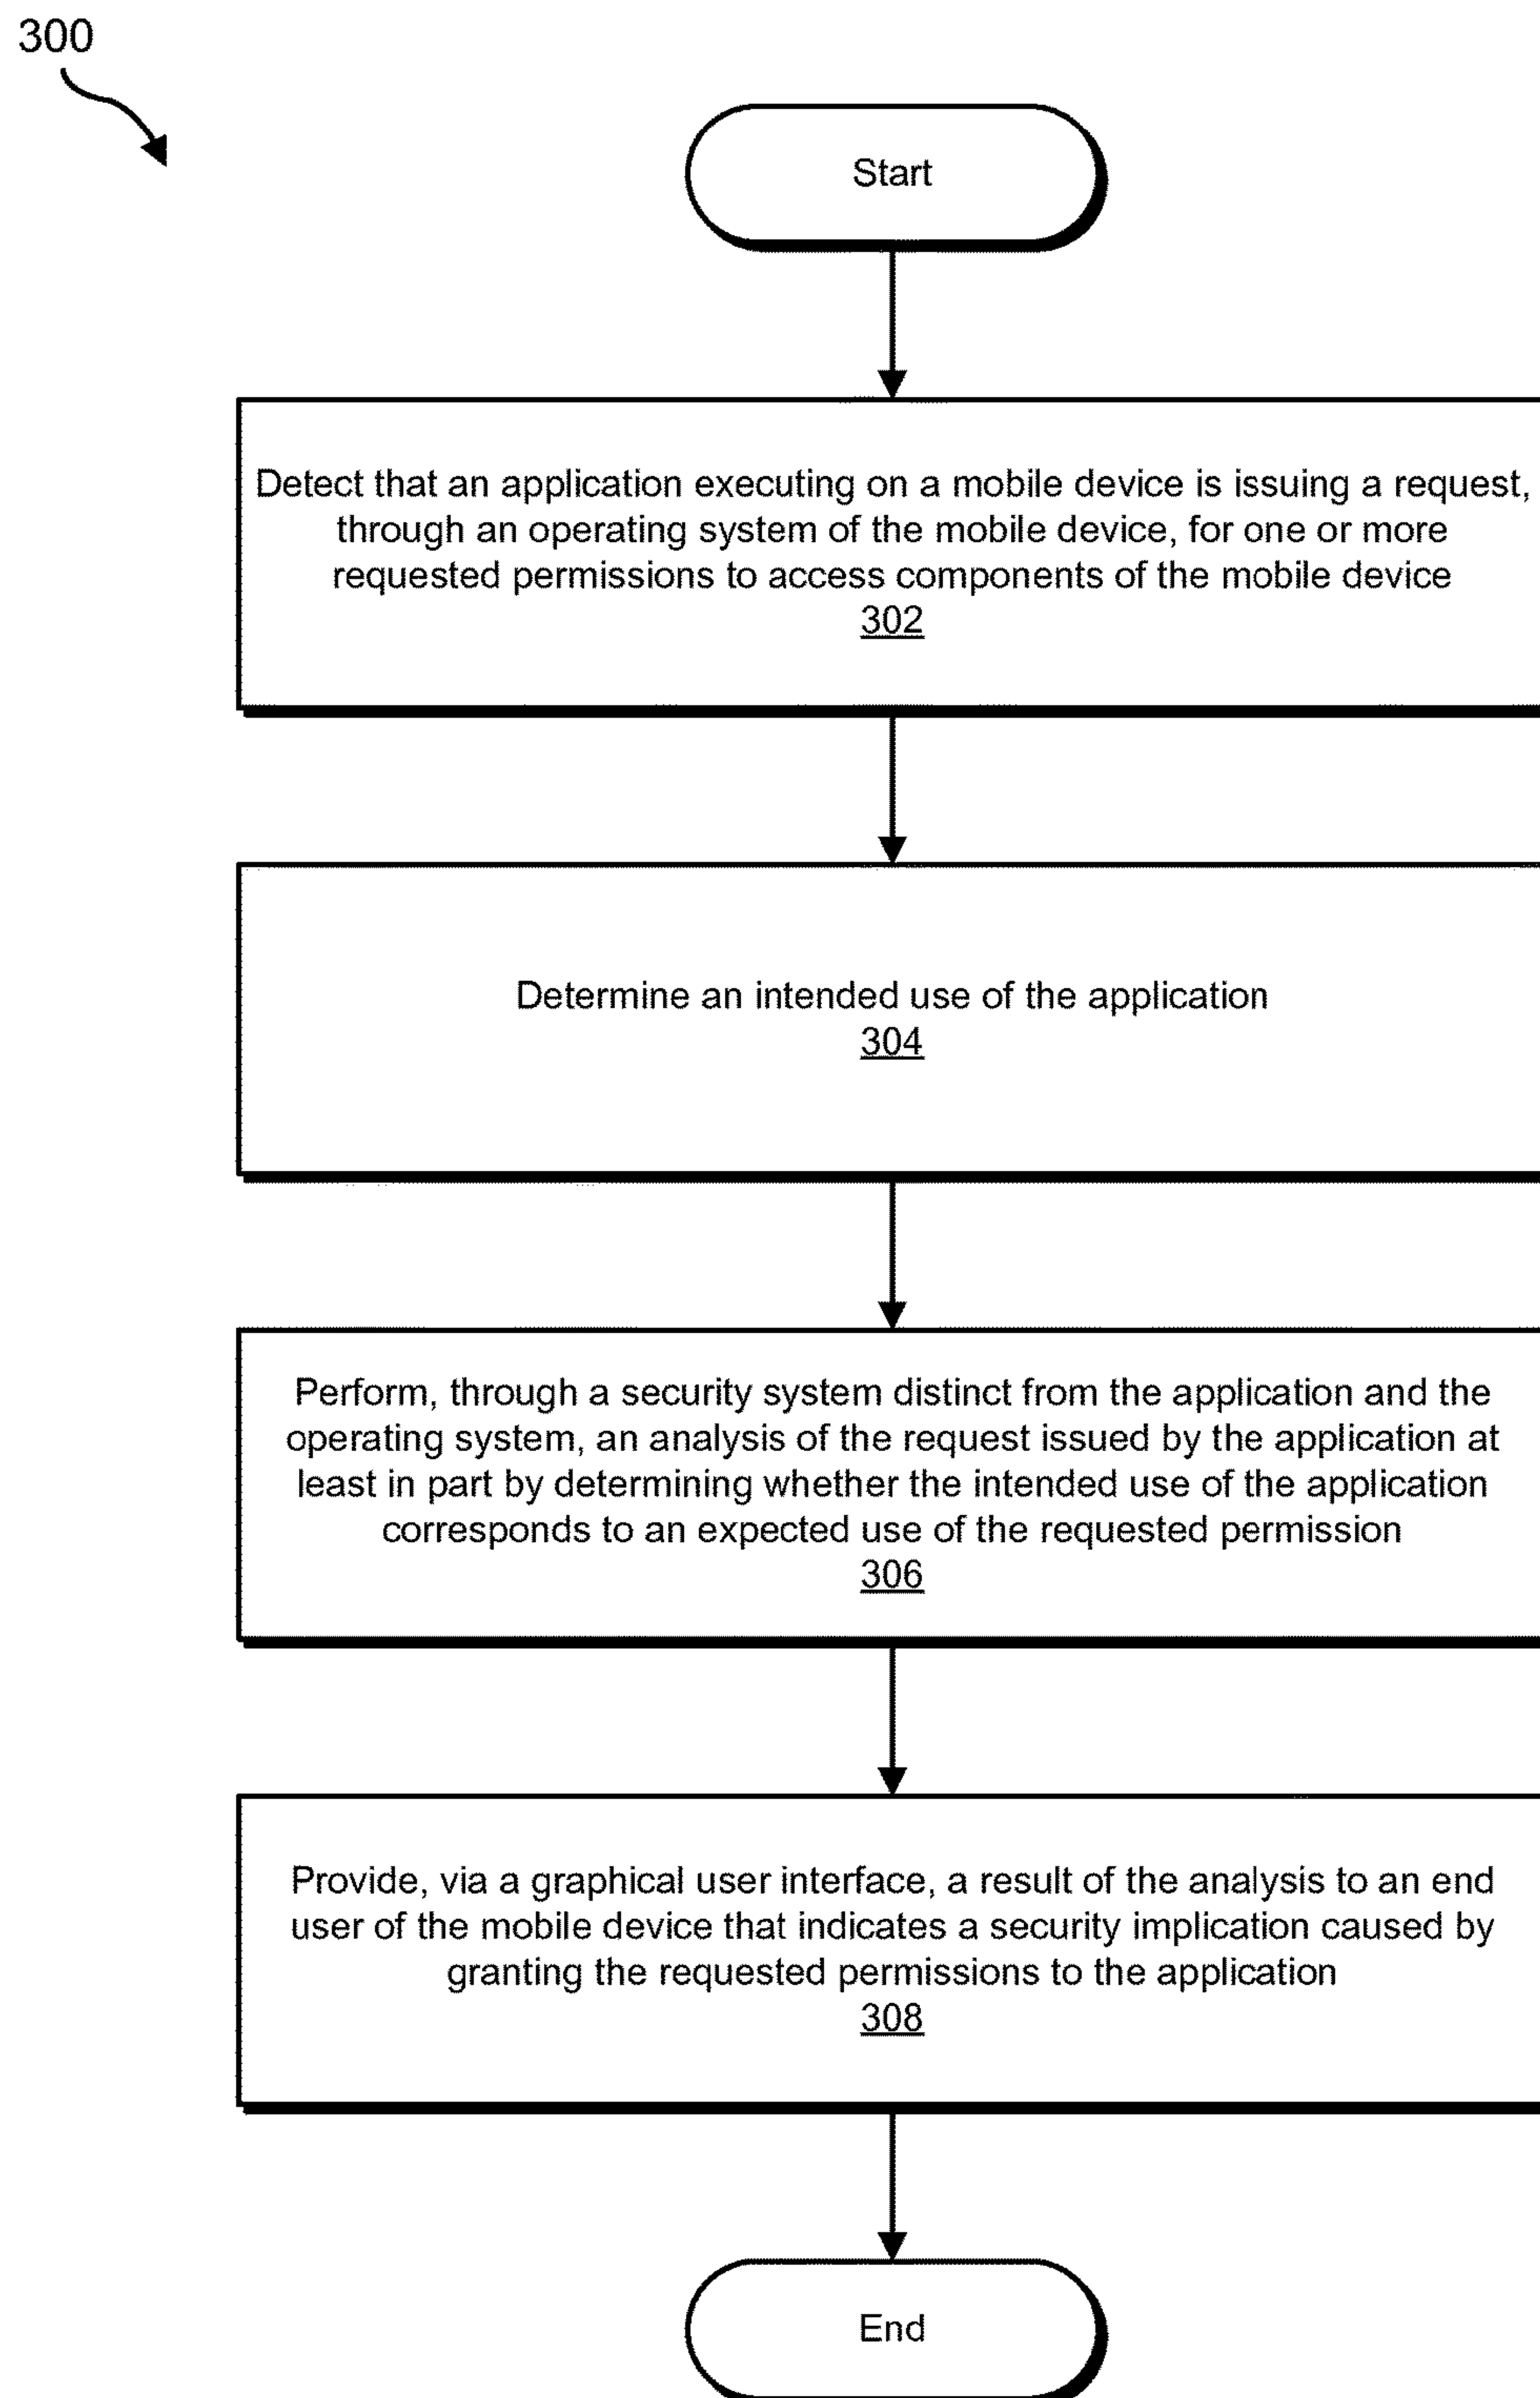 300
Start
Detect that an application executing on a mobile device is issuing a request,
through an operating system of the mobile device, for one or more
requested permissions to access components of the mobile device
302
Determine an intended use of the application
304
Perform, through a security system distinct from the application and the
operating system, an analysis of the request issued by the application at
least in part by determining whether the intended use of the application
corresponds to an expected use of the requested permission
306
Provide, via a graphical user interface, a result of the analysis to an end
user of the mobile device that indicates a security implication caused by
granting the requested permissions to the application
308
End